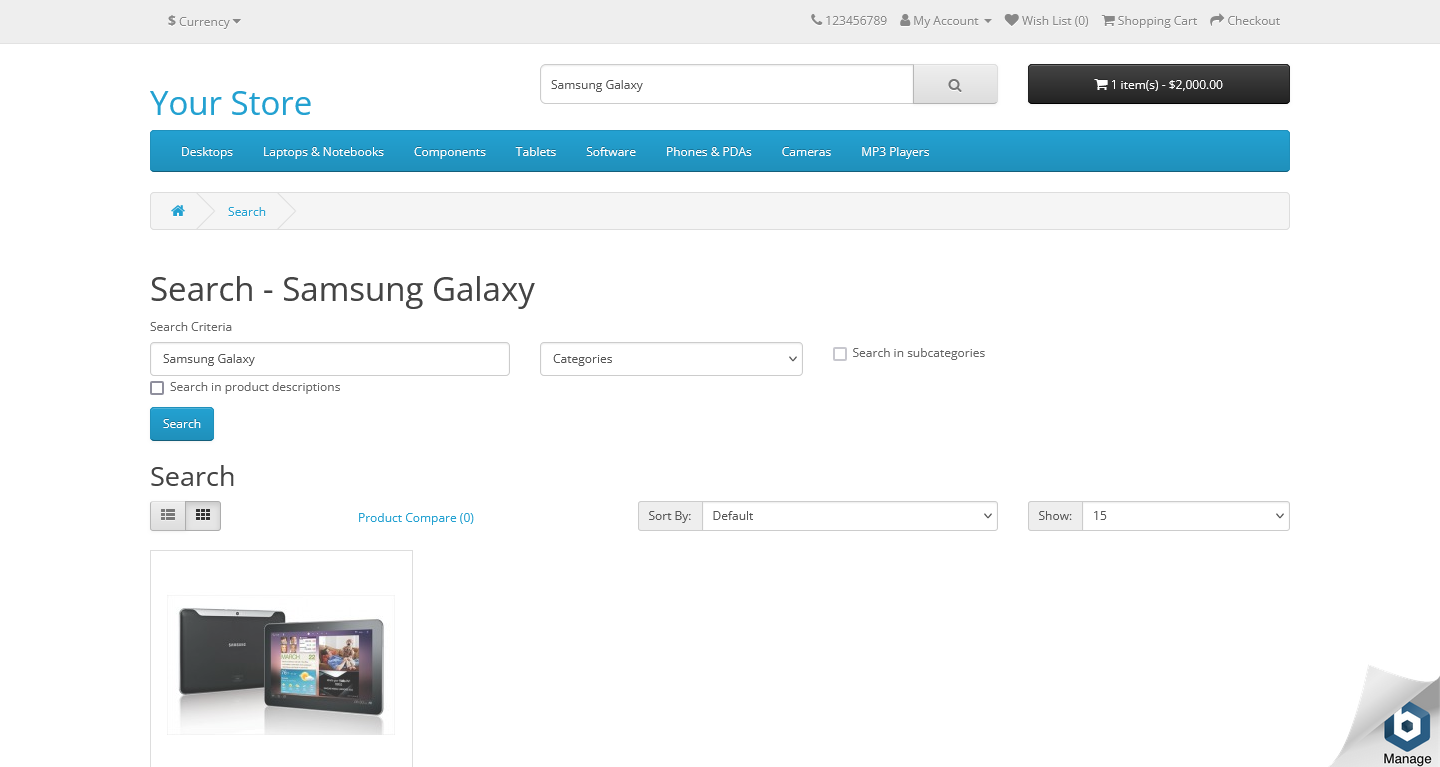 $ Currency
123456789 My Account Wish List (0) Shopping Cart Checkout
Your Store
Samsung Galaxy
1 item(s) - $2,000.00
Desktops Laptops & Notebooks Components Tablets Software Phones & PDAs Cameras MP3 Players
Search
Search - Samsung Galaxy
Search Criteria
Samsung Galaxy Categories Search in subcategories
Search in product descriptions
Search
Search
Product Compare (0) Sort By: Default Show: 15
SAMSUNG
MARCH 22
Manage